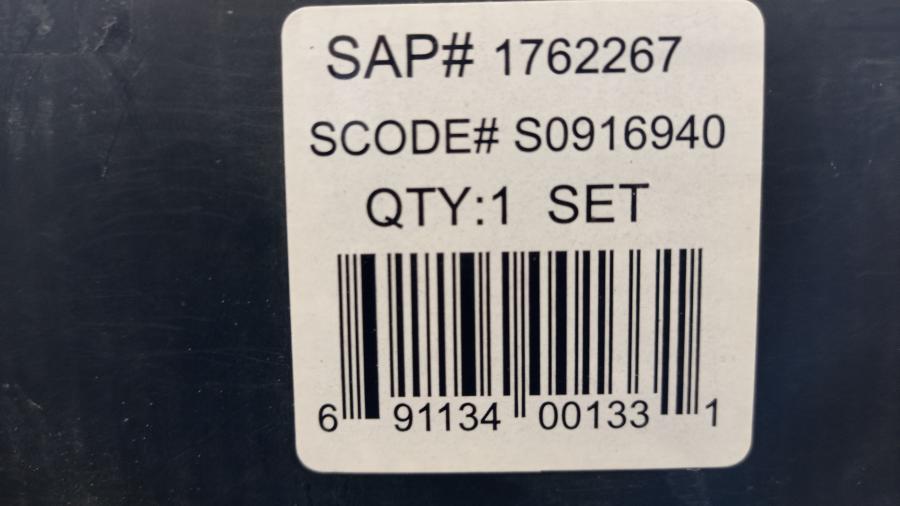 SAP# 1762267
SCODE# S0916940
QTY:1 SET
6 91134 00133 1